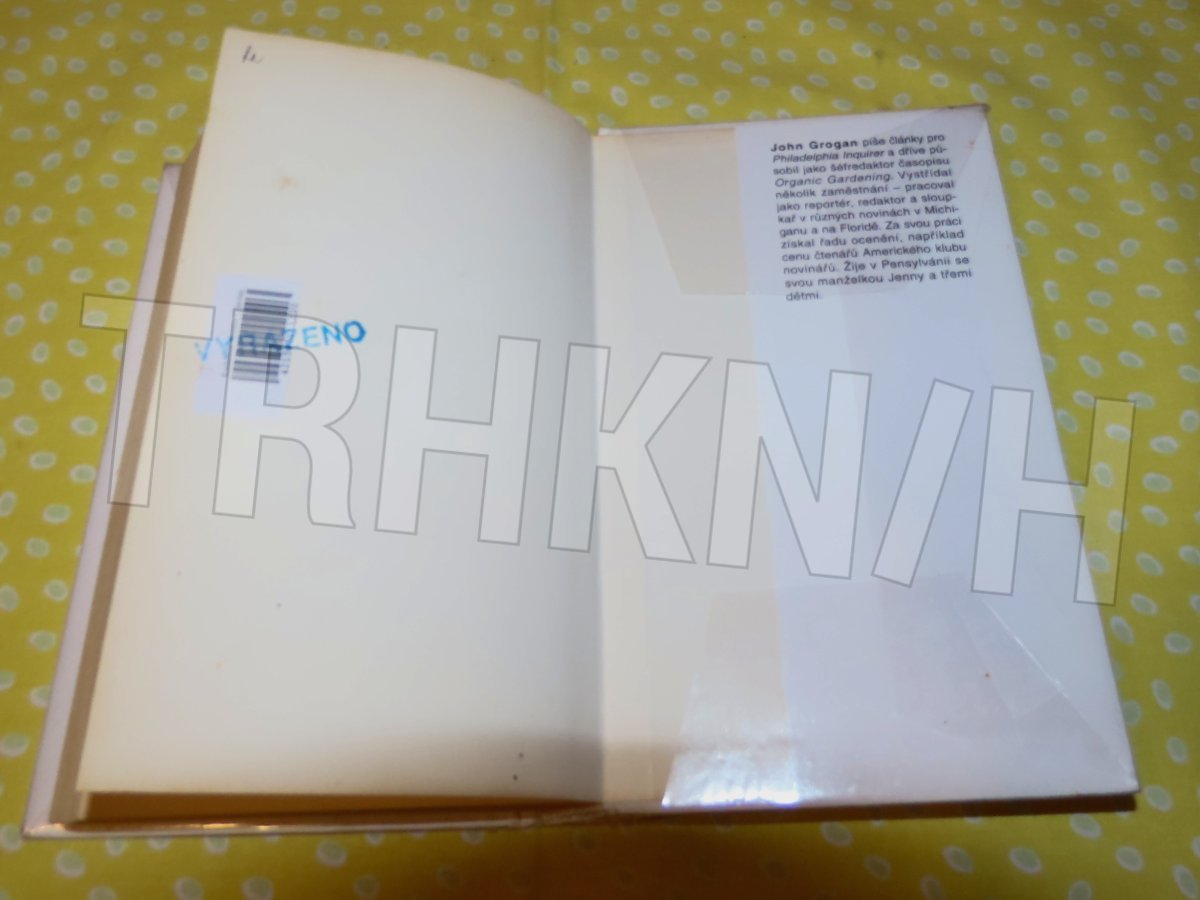 VYŘAZENO
John Grogan píše články pro
Philadelphia Inquirer a dříve pů-
sobil jako šéfredaktor časopisu
Organic Gardening. Vystřídal
několik zaměstnání – pracoval
jako reportér, redaktor a sloup-
kař v různých novinách v Michi-
ganu a na Floridě. Za svou práci
získal řadu ocenění, například
cenu čtenářů Amerického klubu
novinářů. Žije v Pensylvánii se
svou manželkou Jenny a třemi
dětmi.
TRHKN/H